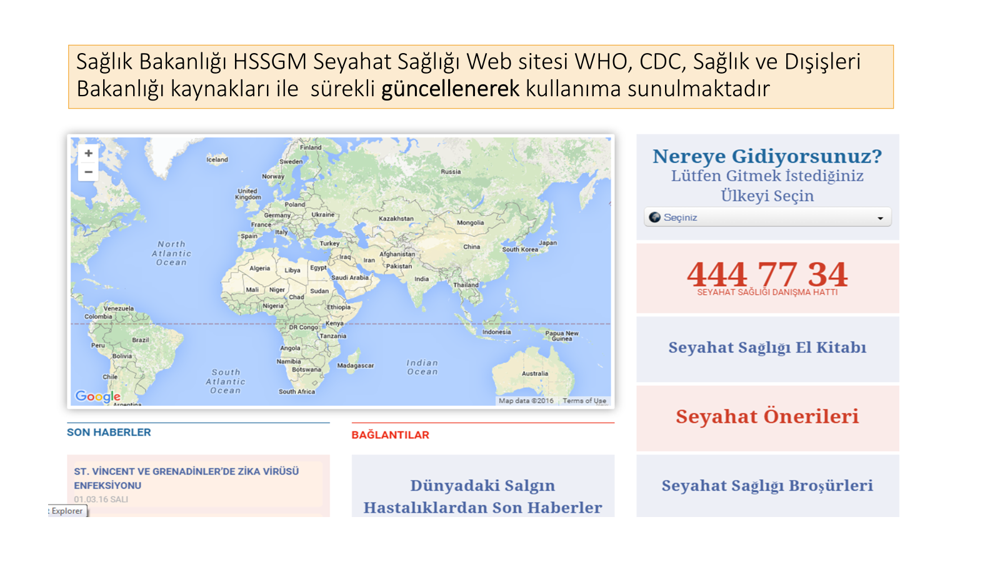 Sağlık Bakanlığı HSSGM Seyahat Sağlığı Web sitesi WHO, CDC, Sağlık ve Dışişleri
Bakanlığı kaynakları ile sürekli güncellenerek kullanıma sunulmaktadır
+
−
Iceland
Finland
Sweden
Norway
Russia
United
Kingdom
Poland
Germany
Ukraine
France
Kazakhstan
Mongolia
Italy
Spain
Turkey
North
Atlantic
Ocean
China
Japan
South Korea
Iraq
Iran
Afghanistan
Pakistan
Algeria
Libya
Egypt
Saudi Arabia
India
Thailand
Mali
Niger
Chad
Sudan
Nigeria
Ethiopia
Venezuela
Colombia
DR Congo
Kenya
Tanzania
Indonesia
Papua New
Guinea
Peru
Brazil
Bolivia
Angola
Namibia
Botswana
Madagascar
Indian
Ocean
South
Atlantic
Ocean
Chile
Australia
South Africa
Argentina
Google
Map data ©2016
Terms of Use
Nereye Gidiyorsunuz?
Lütfen Gitmek İstediğiniz
Ülkeyi Seçin
Seçiniz
444 77 34
SEYAHAT SAĞLIĞI DANIŞMA HATTI
Seyahat Sağlığı El Kitabı
Seyahat Önerileri
Seyahat Sağlığı Broşürleri
SON HABERLER
ST. VİNCENT VE GRENADİNLER'DE ZİKA VİRÜSÜ
ENFEKSİYONU
01.03.16 SALI
t Explorer
BAĞLANTILAR
Dünyadaki Salgın
Hastalıklardan Son Haberler